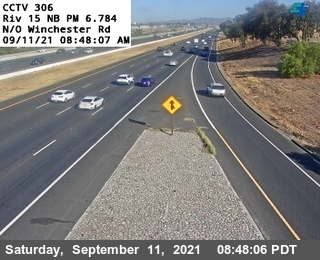 CCTV 306
Riv 15 NB PM 6.784
N/O Winchester Rd
09/11/21 08:48:07 AM
Saturday, September 11, 2021 08:48:06 PDT